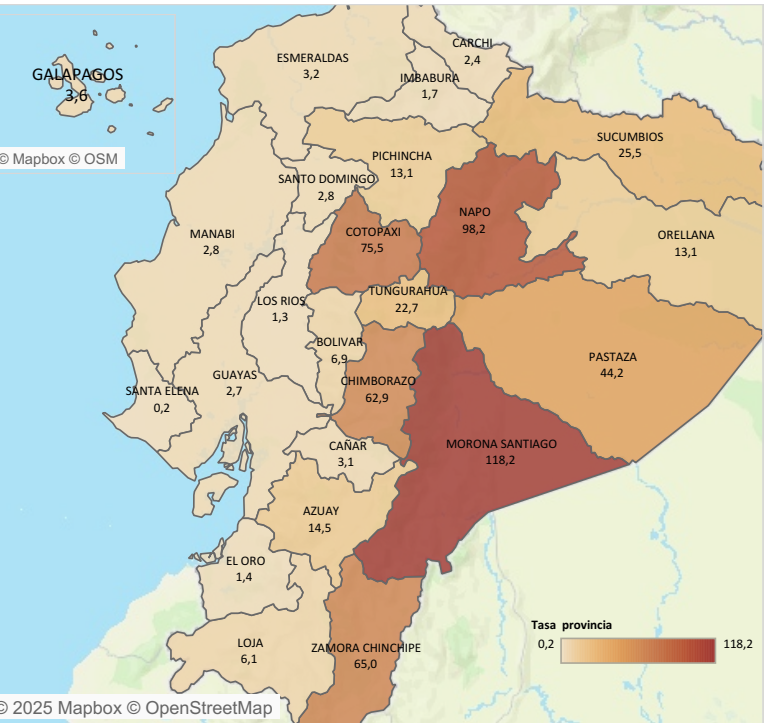 GALAPAGOS
3,6
© Mapbox © OSM
ESMERALDAS
3,2
CARCHI
2,4
IMBABURA
1,7
SUCUMBIOS
25,5
PICHINCHA
13,1
SANTO DOMINGO
2,8
NAPO
98,2
MANABI
2,8
COTOPAXI
75,5
ORELLANA
13,1
TUNGURAHUA
22,7
LOS RIOS
1,3
BOLIVAR
6,9
PASTAZA
44,2
GUAYAS
2,7
SANTA ELENA
0,2
CHIMBORAZO
62,9
MORONA SANTIAGO
118,2
CAÑAR
3,1
AZUAY
14,5
EL ORO
1,4
LOJA
6,1
ZAMORA CHINCHIPE
65,0
Tasa provincia
0,2 118,2
© 2025 Mapbox © OpenStreetMap